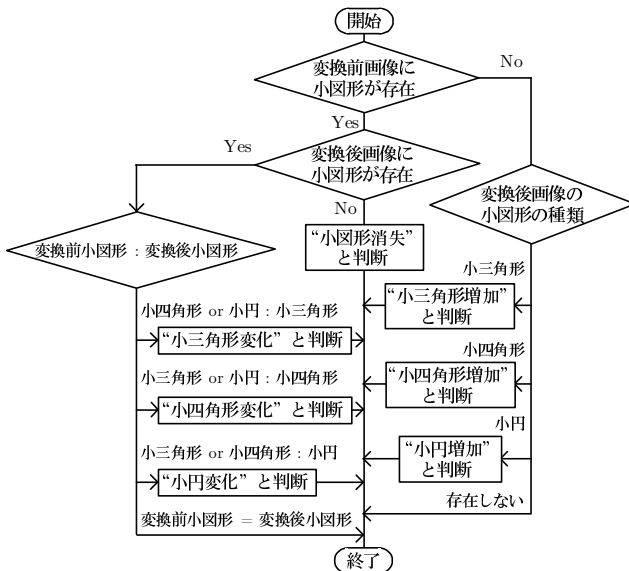 開始
変換前画像に
小図形が存在
No
Yes
変換後画像に
小図形が存在
Yes
No
変換後画像の
小図形の種類
変換前小図形 : 変換後小図形
“小図形消失”
と判断
小三角形
“小三角形増加”
と判断
小四角形 or 小円 : 小三角形
“小三角形変化” と判断
小四角形
“小四角形増加”
と判断
小三角形 or 小円 : 小四角形
“小四角形変化” と判断
小円
“小円増加”
と判断
小三角形 or 小四角形 : 小円
“小円変化” と判断
存在しない
変換前小図形 = 変換後小図形
終了